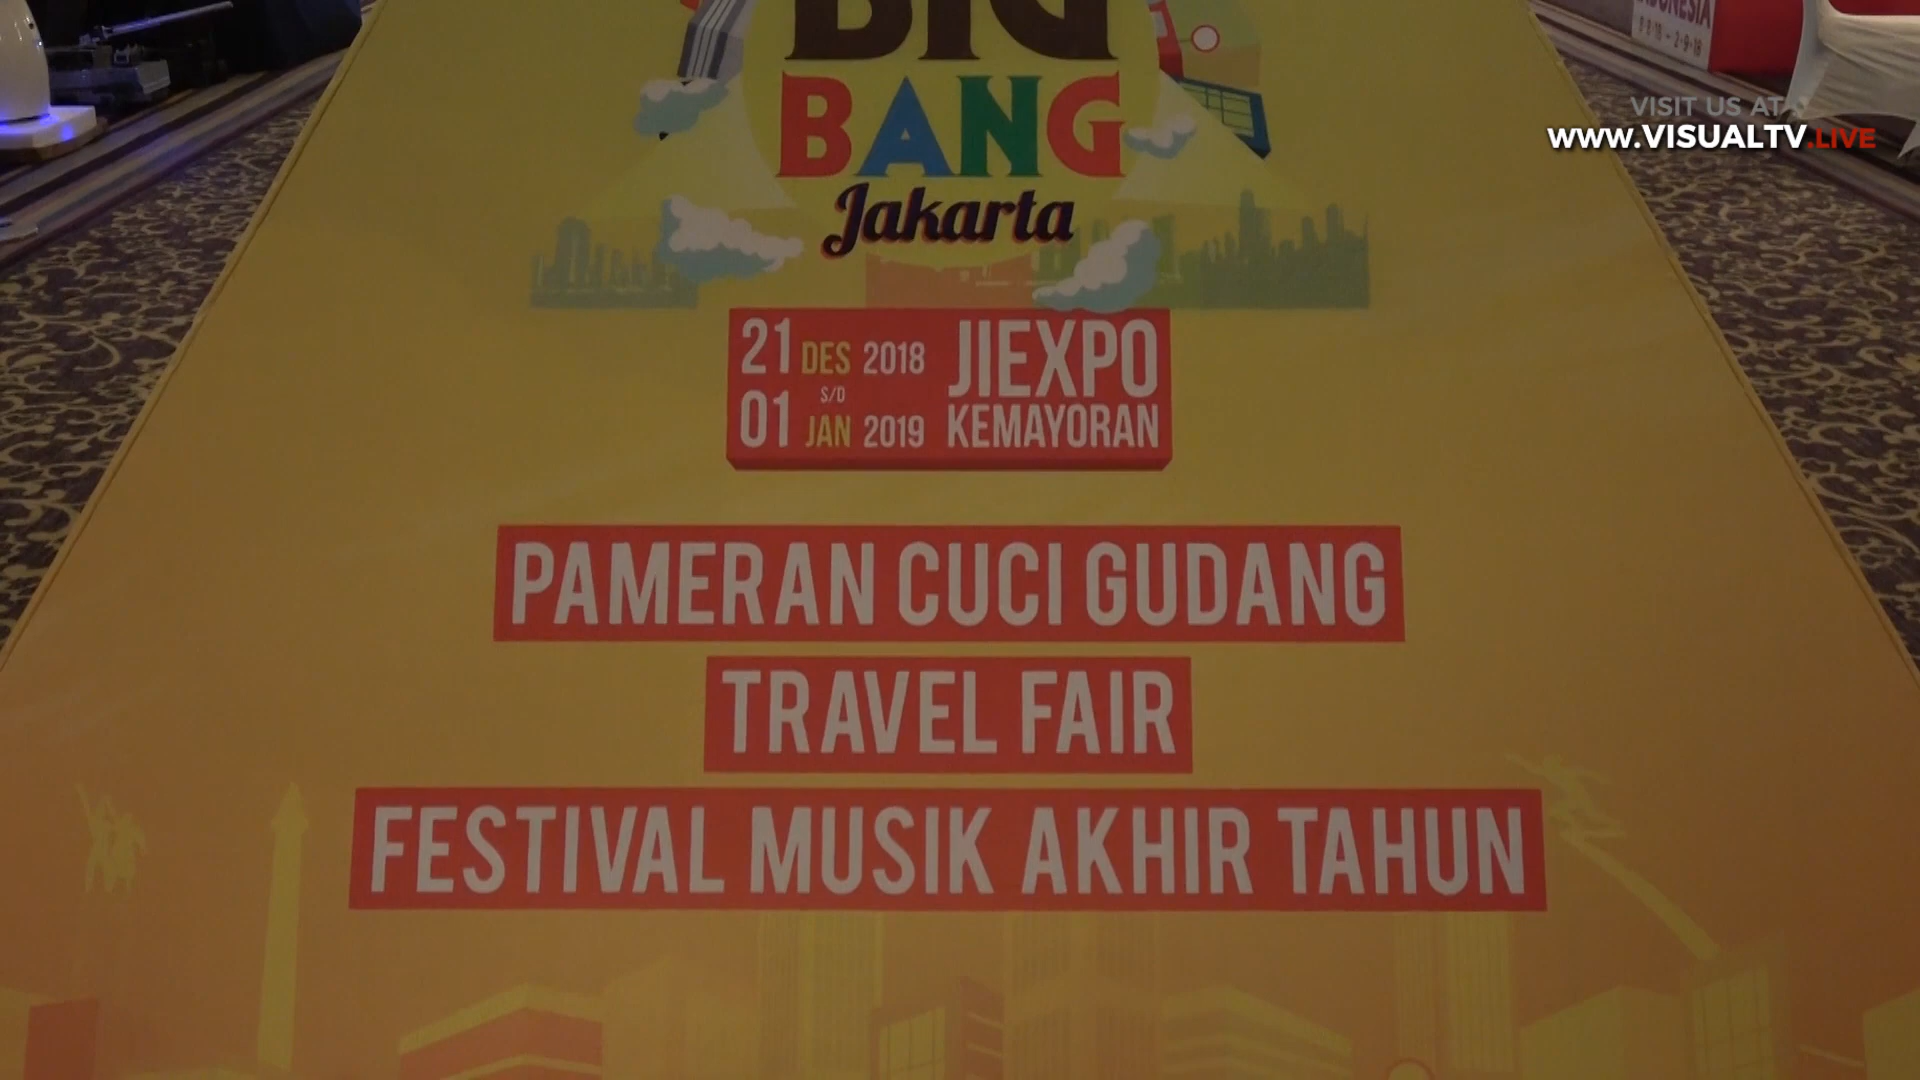 BIG
BANG
Jakarta
21 DES 2018
S/D
01 JAN 2019
JIEXPO
KEMAYORAN
PAMERAN CUCI GUDANG
TRAVEL FAIR
FESTIVAL MUSIK AKHIR TAHUN
VISIT US AT
WWW.VISUALTV.LIVE